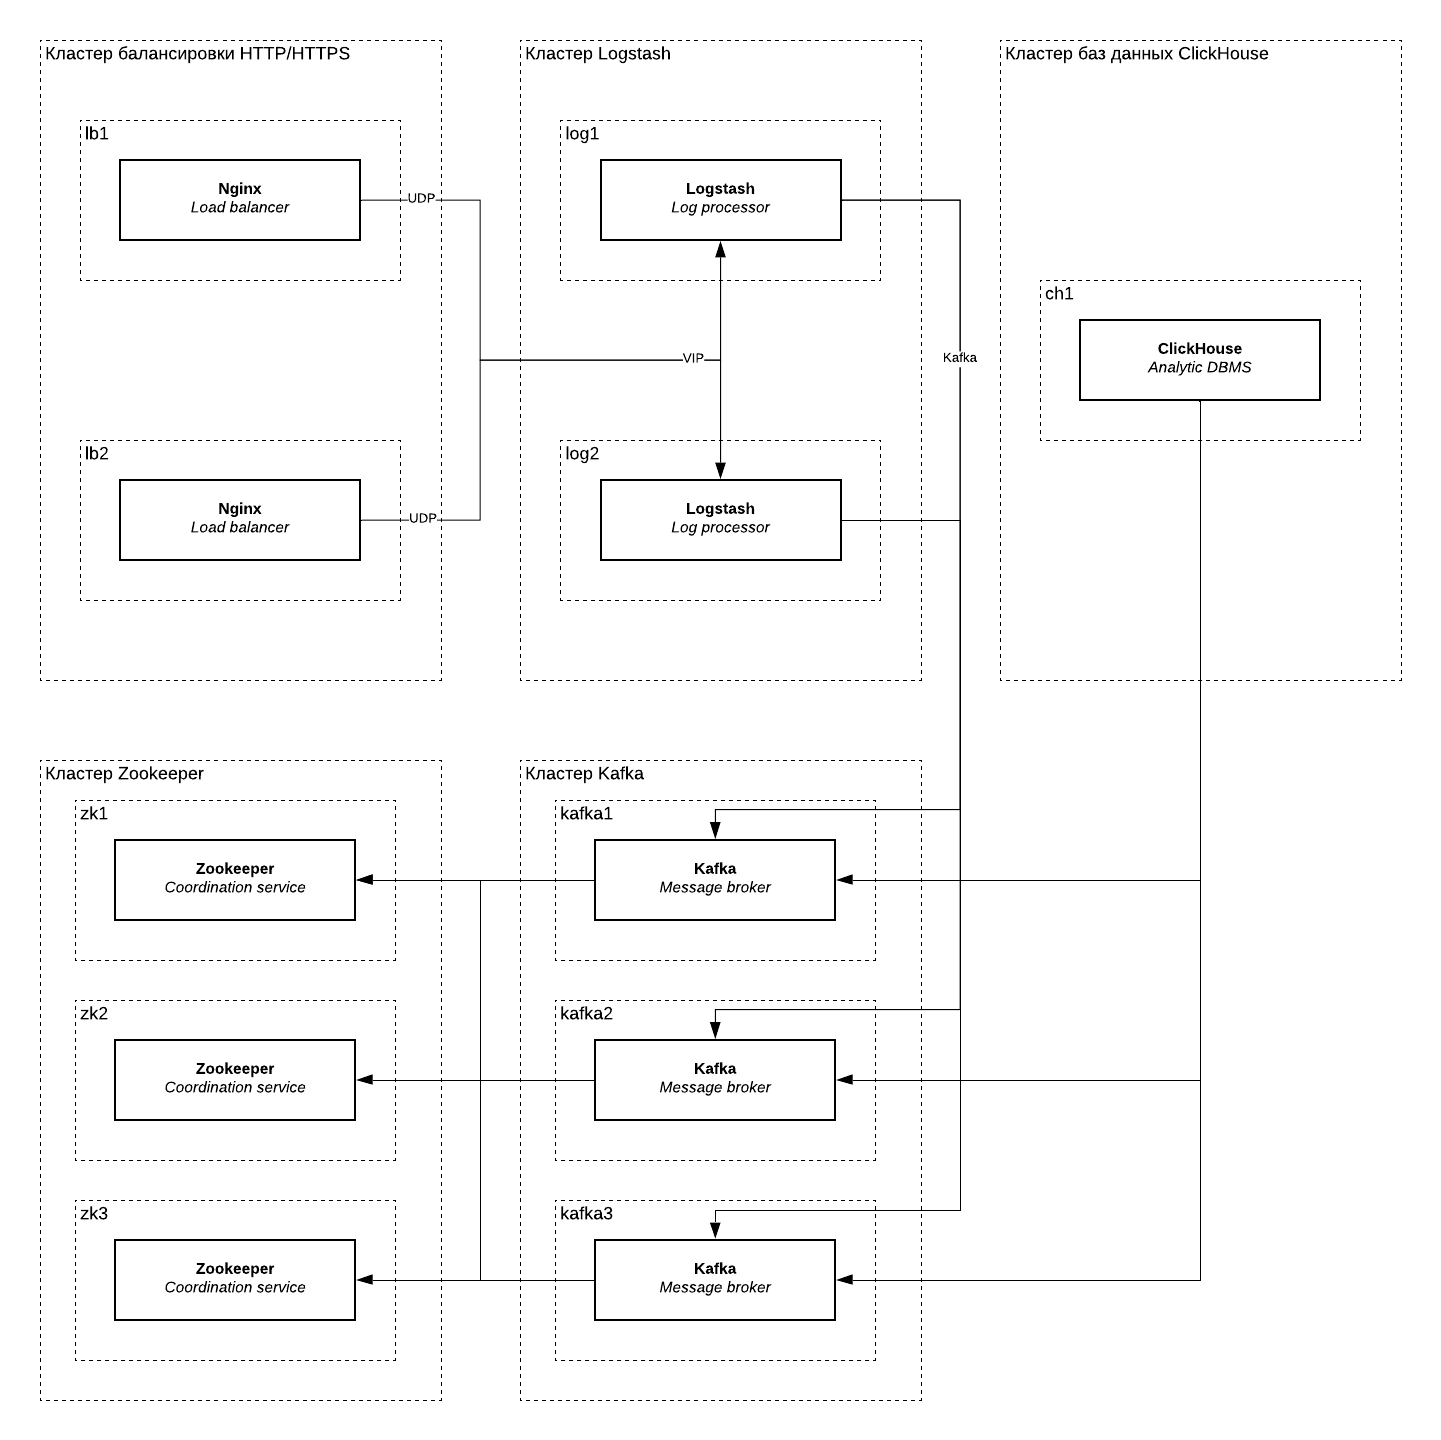 Кластер балансировки HTTP/HTTPS
lb1
Nginx
Load balancer
UDP
lb2
Nginx
Load balancer
UDP
Кластер Logstash
log1
Logstash
Log processor
VIP
log2
Logstash
Log processor
Kafka
Кластер баз данных ClickHouse
ch1
ClickHouse
Analytic DBMS
Кластер Zookeeper
zk1
Zookeeper
Coordination service
zk2
Zookeeper
Coordination service
zk3
Zookeeper
Coordination service
Кластер Kafka
kafka1
Kafka
Message broker
kafka2
Kafka
Message broker
kafka3
Kafka
Message broker